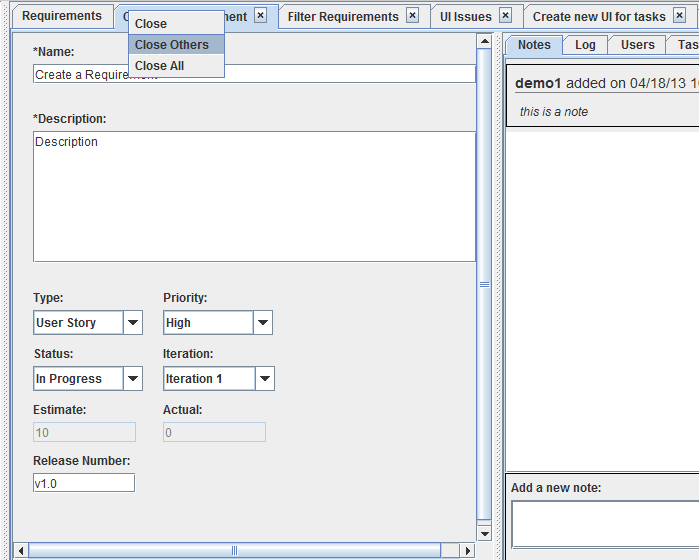 Requirements
ment
Filter Requirements
UI Issues
Create new UI for tasks
Close
Close Others
Close All
*Name:
Create a Requirement
*Description:
Description
Type:
Priority:
User Story
High
Status:
Iteration:
In Progress
Iteration 1
Estimate:
Actual:
10
0
Release Number:
v1.0
Notes
Log
Users
Tas
demo1 added on 04/18/13 1
this is a note
Add a new note: